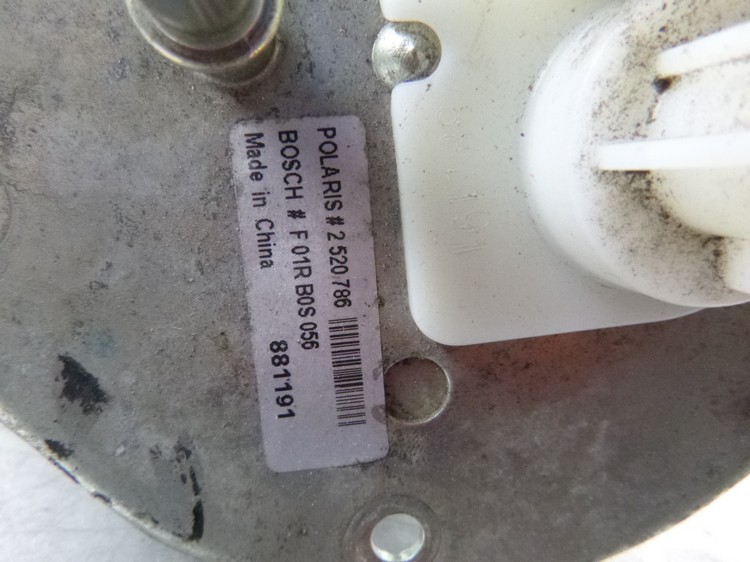 POLARIS # 2 520 786
BOSCH # F 01R B0S 056
Made in China
881191